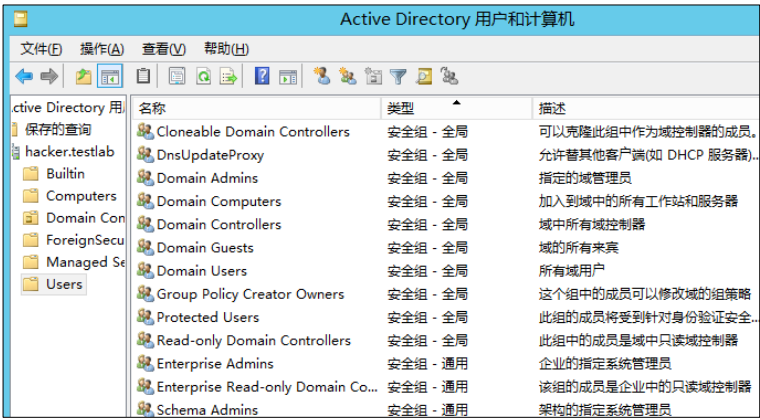 Active Directory 用户和计算机
文件(F) 操作(A) 查看(V) 帮助(H)
ctive Directory 用
保存的查询
hacker.testlab
Builtin
Computers
Domain Con
ForeignSecu
Managed Se
Users
名称 类型 描述
Cloneable Domain Controllers 安全组 - 全局 可以克隆此组中作为域控制器的成员。
DnsUpdateProxy 安全组 - 全局 允许替其他客户端(如 DHCP 服务器)...
Domain Admins 安全组 - 全局 指定的域管理员
Domain Computers 安全组 - 全局 加入到域中的所有工作站和服务器
Domain Controllers 安全组 - 全局 域中所有域控制器
Domain Guests 安全组 - 全局 域的所有来宾
Domain Users 安全组 - 全局 所有域用户
Group Policy Creator Owners 安全组 - 全局 这个组中的成员可以修改域的组策略
Protected Users 安全组 - 全局 此组的成员将受到针对身份验证安全...
Read-only Domain Controllers 安全组 - 全局 此组中的成员是域中只读域控制器
Enterprise Admins 安全组 - 通用 企业的指定系统管理员
Enterprise Read-only Domain Co... 安全组 - 通用 该组的成员是企业中的只读域控制器
Schema Admins 安全组 - 通用 架构的指定系统管理员